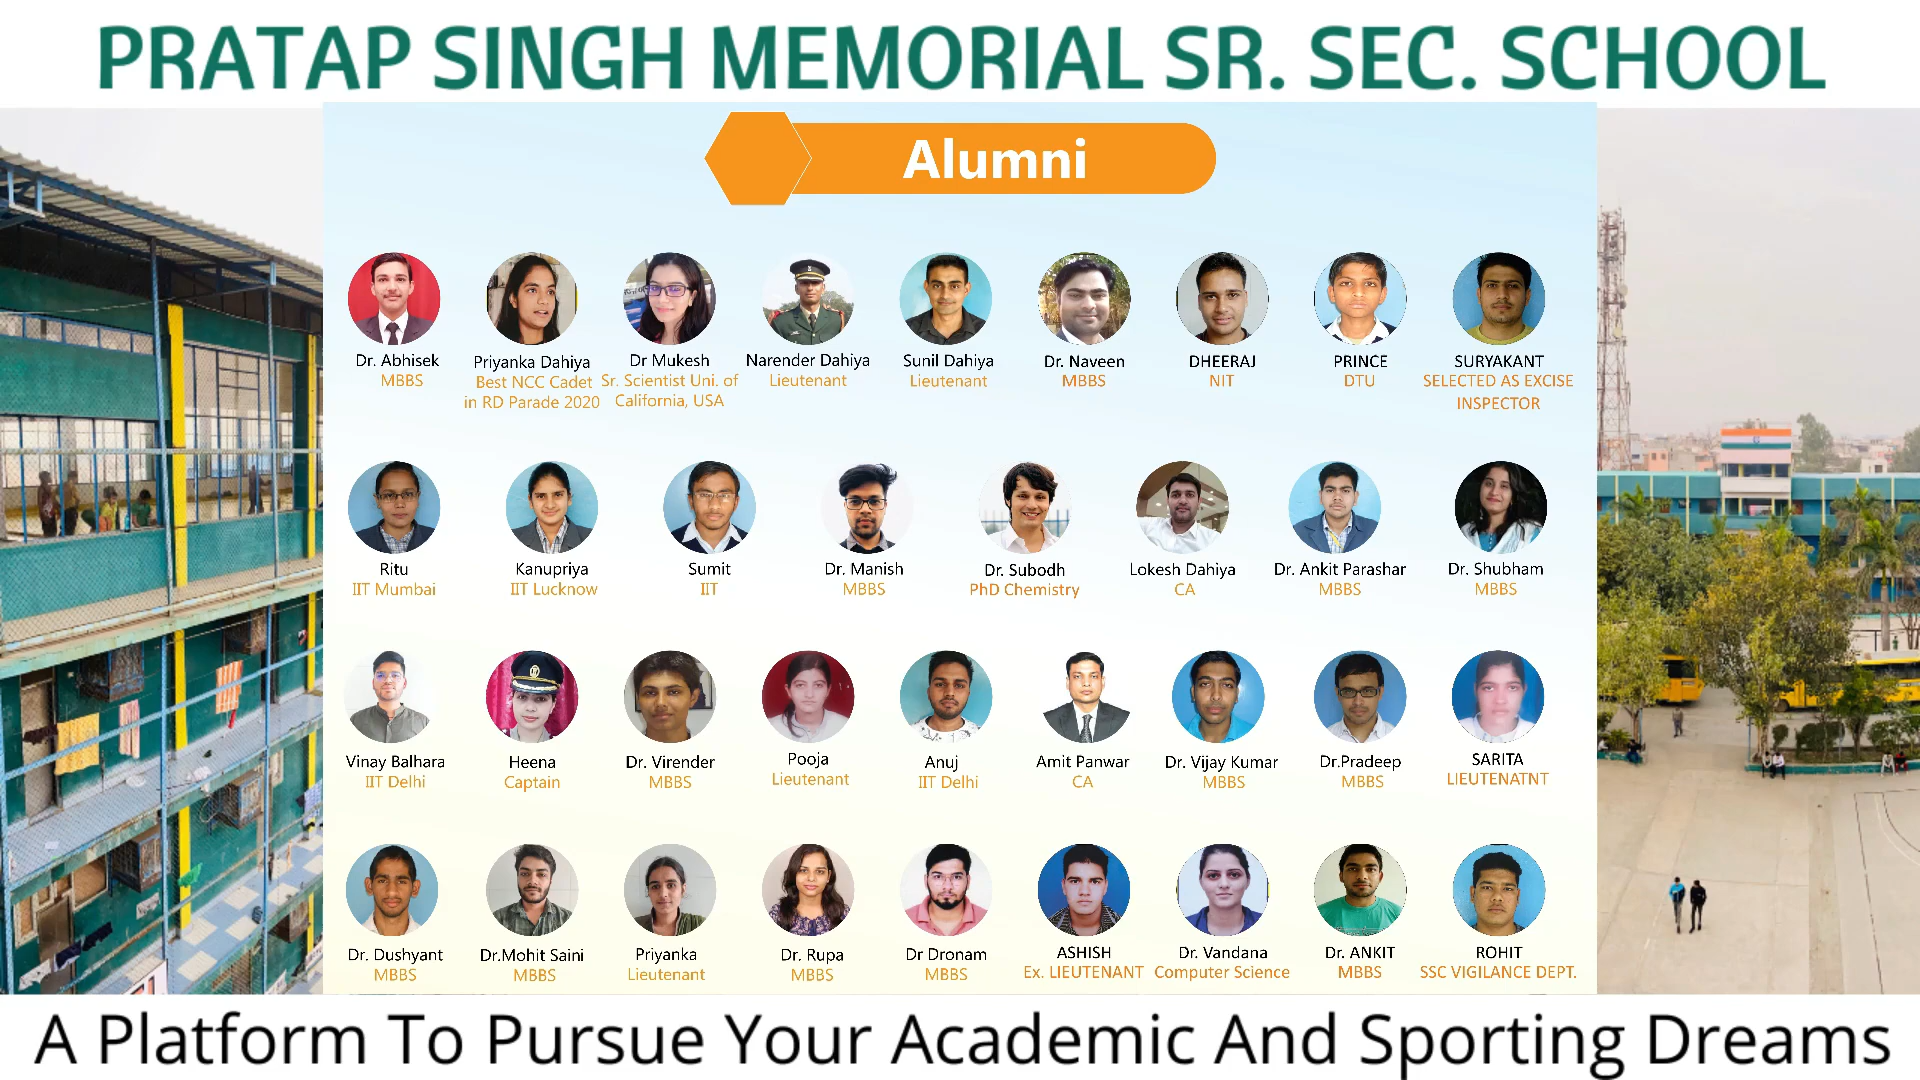 PRATAP SINGH MEMORIAL SR. SEC. SCHOOL
Alumni
Dr. Abhisek
MBBS
Priyanka Dahiya
Best NCC Cadet
in RD Parade 2020
Dr Mukesh
Sr. Scientist Uni. of
California, USA
Narender Dahiya
Lieutenant
Sunil Dahiya
Lieutenant
Dr. Naveen
MBBS
DHEERAJ
NIT
PRINCE
DTU
SURYAKANT
SELECTED AS EXCISE
INSPECTOR
Ritu
IIT Mumbai
Kanupriya
IIT Lucknow
Sumit
IIT
Dr. Manish
MBBS
Dr. Subodh
PhD Chemistry
Lokesh Dahiya
CA
Dr. Ankit Parashar
MBBS
Dr. Shubham
MBBS
Vinay Balhara
IIT Delhi
Heena
Captain
Dr. Virender
MBBS
Pooja
Lieutenant
Anuj
IIT Delhi
Amit Panwar
CA
Dr. Vijay Kumar
MBBS
Dr.Pradeep
MBBS
SARITA
LIEUTENATNT
Dr. Dushyant
MBBS
Dr.Mohit Saini
MBBS
Priyanka
Lieutenant
Dr. Rupa
MBBS
Dr Dronam
MBBS
ASHISH
Ex. LIEUTENANT
Dr. Vandana
Computer Science
Dr. ANKIT
MBBS
ROHIT
SSC VIGILANCE DEPT.
A Platform To Pursue Your Academic And Sporting Dreams